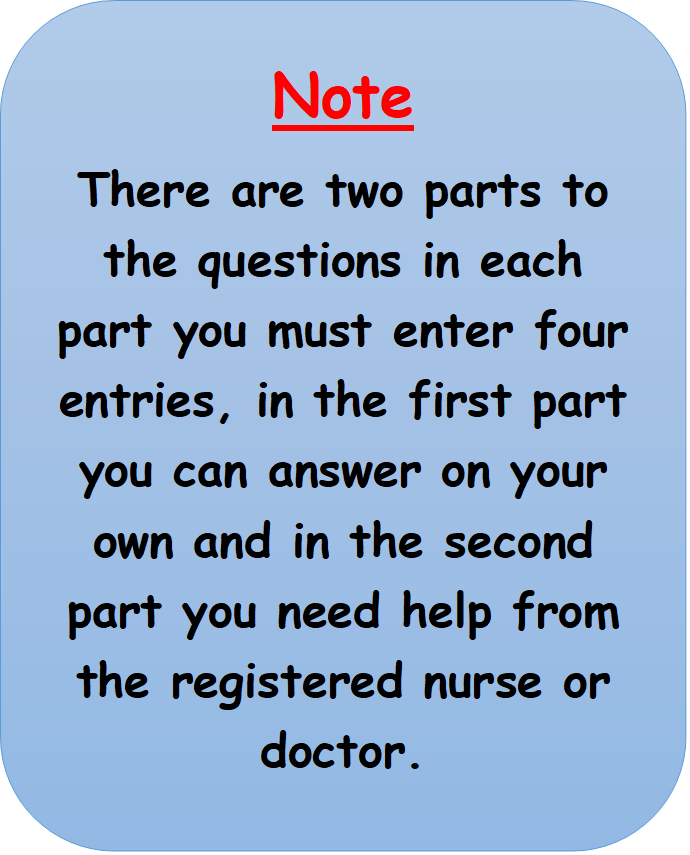 Note
There are two parts to
the questions in each
part you must enter four
entries, in the first part
you can answer on your
own and in the second
part you need help from
the registered nurse or
doctor.